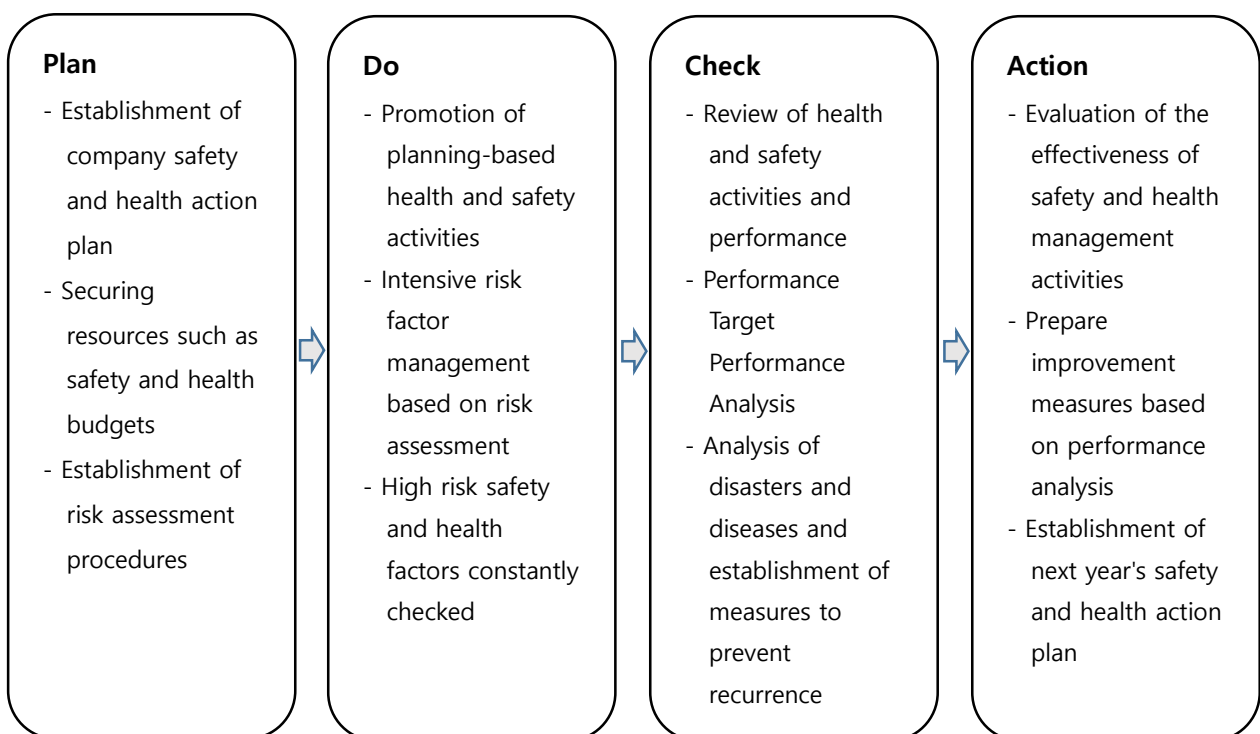 Plan
- Establishment of
company safety
and health action
plan
- Securing
resources such as
safety and health
budgets
- Establishment of
risk assessment
procedures
Do
- Promotion of
planning-based
health and safety
activities
- Intensive risk
factor
management
based on risk
assessment
- High risk safety
and health
factors constantly
checked
Check
- Review of health
and safety
activities and
performance
- Performance
Target
Performance
Analysis
- Analysis of
disasters and
diseases and
establishment of
measures to
prevent
recurrence
Action
- Evaluation of the
effectiveness of
safety and health
management
activities
- Prepare
improvement
measures based
on performance
analysis
- Establishment of
next year's safety
and health action
plan